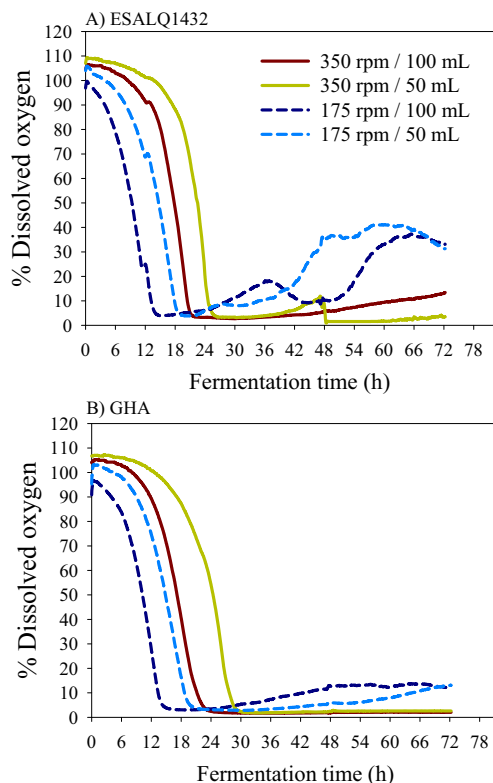 A) ESALQ1432
120
110
100
90
80
70
60
50
40
30
20
10
0
% Dissolved oxygen
350 rpm / 100 mL
350 rpm / 50 mL
175 rpm / 100 mL
175 rpm / 50 mL
0 6 12 18 24 30 36 42 48 54 60 66 72 78
Fermentation time (h)
B) GHA
120
110
100
90
80
70
60
50
40
30
20
10
0
% Dissolved oxygen
0 6 12 18 24 30 36 42 48 54 60 66 72 78
Fermentation time (h)